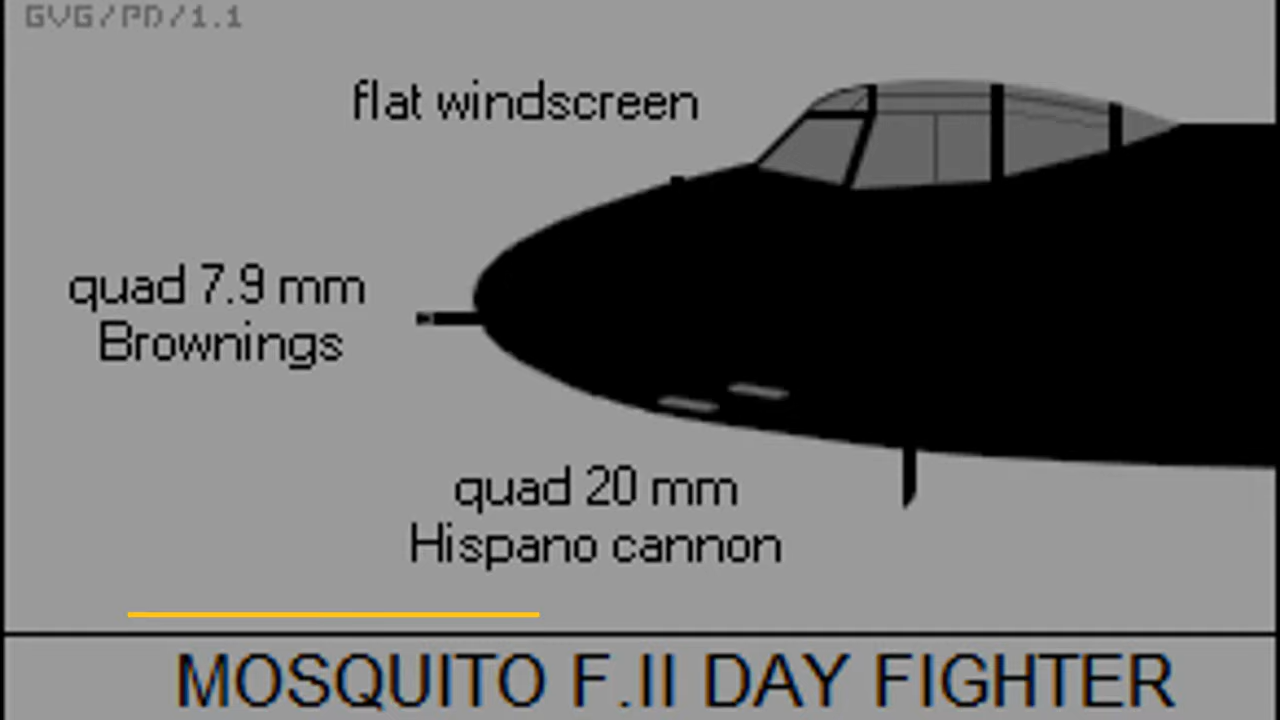 GVG/PD/1.1
flat windscreen
quad 7.9 mm
Brownings
quad 20 mm
Hispano cannon
MOSQUITO F.II DAY FIGHTER